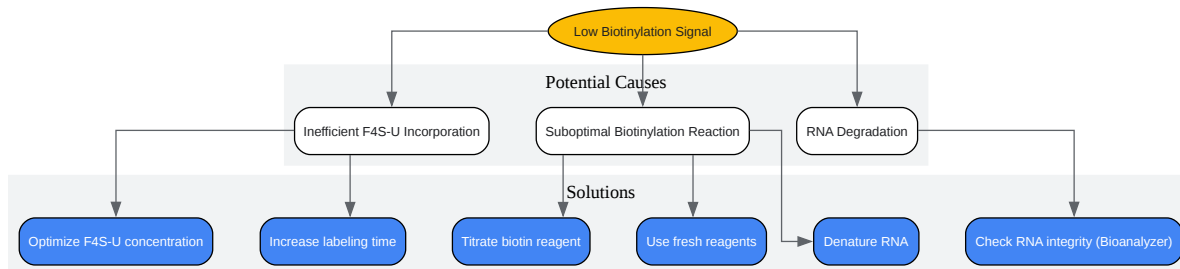 Low Biotinylation Signal
Potential Causes
Inefficient F4S-U Incorporation
Suboptimal Biotinylation Reaction
RNA Degradation
Solutions
Optimize F4S-U concentration
Increase labeling time
Titrate biotin reagent
Use fresh reagents
Denature RNA
Check RNA integrity (Bioanalyzer)